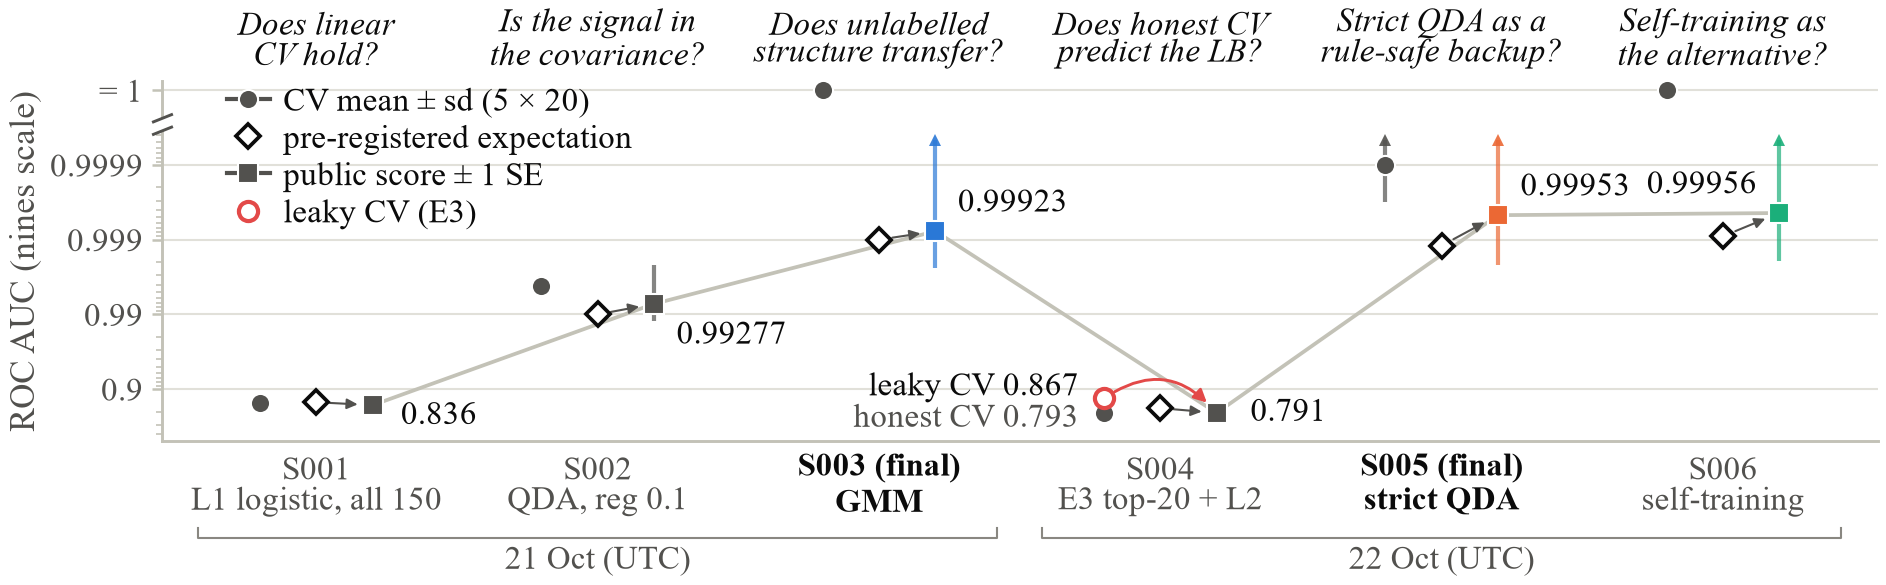 Does linear
CV hold?
Is the signal in
the covariance?
Does unlabelled
structure transfer?
Does honest CV
predict the LB?
Strict QDA as a
rule-safe backup?
Self-training as
the alternative?
ROC AUC (nines scale)
= 1
0.9999
0.999
0.99
0.9
CV mean ± sd (5 × 20)
pre-registered expectation
public score ± 1 SE
leaky CV (E3)
0.836
0.99277
0.99923
leaky CV 0.867
honest CV 0.793
0.791
0.99953
0.99956
S001
L1 logistic, all 150
S002
QDA, reg 0.1
S003 (final)
GMM
S004
E3 top-20 + L2
S005 (final)
strict QDA
S006
self-training
21 Oct (UTC)
22 Oct (UTC)